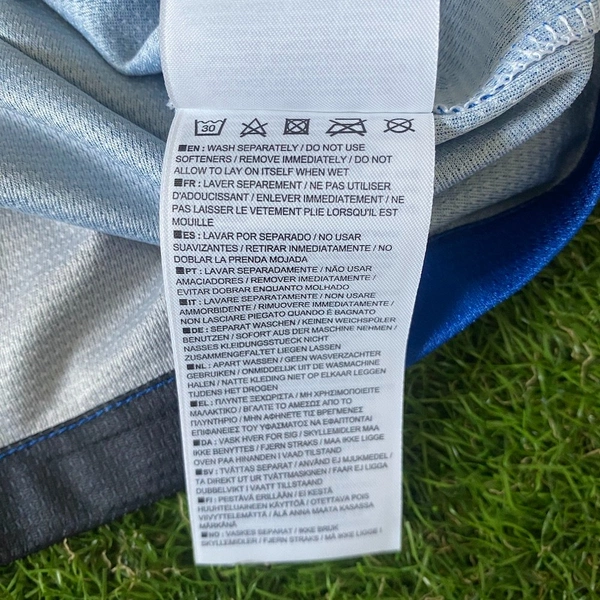 30
EN : WASH SEPARATELY / DO NOT USE
SOFTENERS / REMOVE IMMEDIATELY / DO NOT
ALLOW TO LAY ON ITSELF WHEN WET
FR : LAVER SEPAREMENT / NE PAS UTILISER
D'ADOUCISSANT / ENLEVER IMMEDIATEMENT / NE
PAS LAISSER LE VETEMENT PLIE LORSQU'IL EST
MOUILLE
ES : LAVAR POR SEPARADO / NO USAR
SUAVIZANTES / RETIRAR INMEDIATAMENTE / NO
DOBLAR LA PRENDA MOJADA
PT : LAVAR SEPARADAMENTE / NÃO USAR
AMACIADORES / REMOVER IMEDIATAMENTE /
EVITAR DOBRAR ENQUANTO MOLHADO
IT : LAVARE SEPARATAMENTE / NON USARE
AMMORBIDENTE / RIMUOVERE IMMEDIATAMENTE /
NON LASCIARE PIEGATO QUANDO È BAGNATO
DE : SEPARAT WASCHEN / KEINEN WEICHSPÜLER
BENUTZEN / SOFORT AUS DER MASCHINE NEHMEN /
NASSES KLEIDUNGSSTUECK NICHT
ZUSAMMENGEFALTET LIEGEN LASSEN
NL : APART WASSEN / GEEN WASVERZACHTER
GEBRUIKEN / ONMIDDELIJK UIT DE WASMACHINE
HALEN / NATTE KLEDING NIET OP ELKAAR LEGGEN
TIJDENS HET DROGEN
EL : ΠΛΥΝΤΕ ΞΕΧΩΡΙΣΤΑ / ΜΗ ΧΡΗΣΙΜΟΠΟΙΕΙΤΕ
ΜΑΛΑΚΤΙΚΟ / ΒΓΑΛΤΕ ΤΟ ΑΜΕΣΩΣ ΑΠΟ ΤΟ
ΠΛΥΝΤΗΡΙΟ / ΜΗΝ ΑΦΗΝΕΤΕ ΤΙΣ ΒΡΕΓΜΕΝΕΣ
ΕΠΙΦΑΝΕΙΕΣ ΤΟΥ ΥΦΑΣΜΑΤΟΣ ΝΑ ΕΦΑΠΤΟΝΤΑΙ
DA : VASK HVER FOR SIG / SKYLLEMIDLER MAA
IKKE BENYTTES / FJERN STRAKS / MAA IKKE LIGGE
OVEN PAA HINANDEN I VAAD TILSTAND
SV : TVÄTTAS SEPARAT / ANVÄND EJ MJUKMEDEL /
TA DIREKT UT UR TVÄTTMASKINEN / FAAR EJ LIGGA
DUBBELVIKT I VAATT TILLSTAND
FI : PESTÄVÄ ERILLÄÄN / EI KESTÄ
HUUHTELUAINEEN KÄYTTÖÄ / OTETTAVA POIS
VIIVYTTELEMÄTTÄ / ÄLÄ ANNA MAATA KASASSA
MÄRKÄNÄ
NO : VASKES SEPARAT / IKKE BRUK
SKYLLEMIDLER / FJERN STRAKS / MÅ IKKE LIGGE I